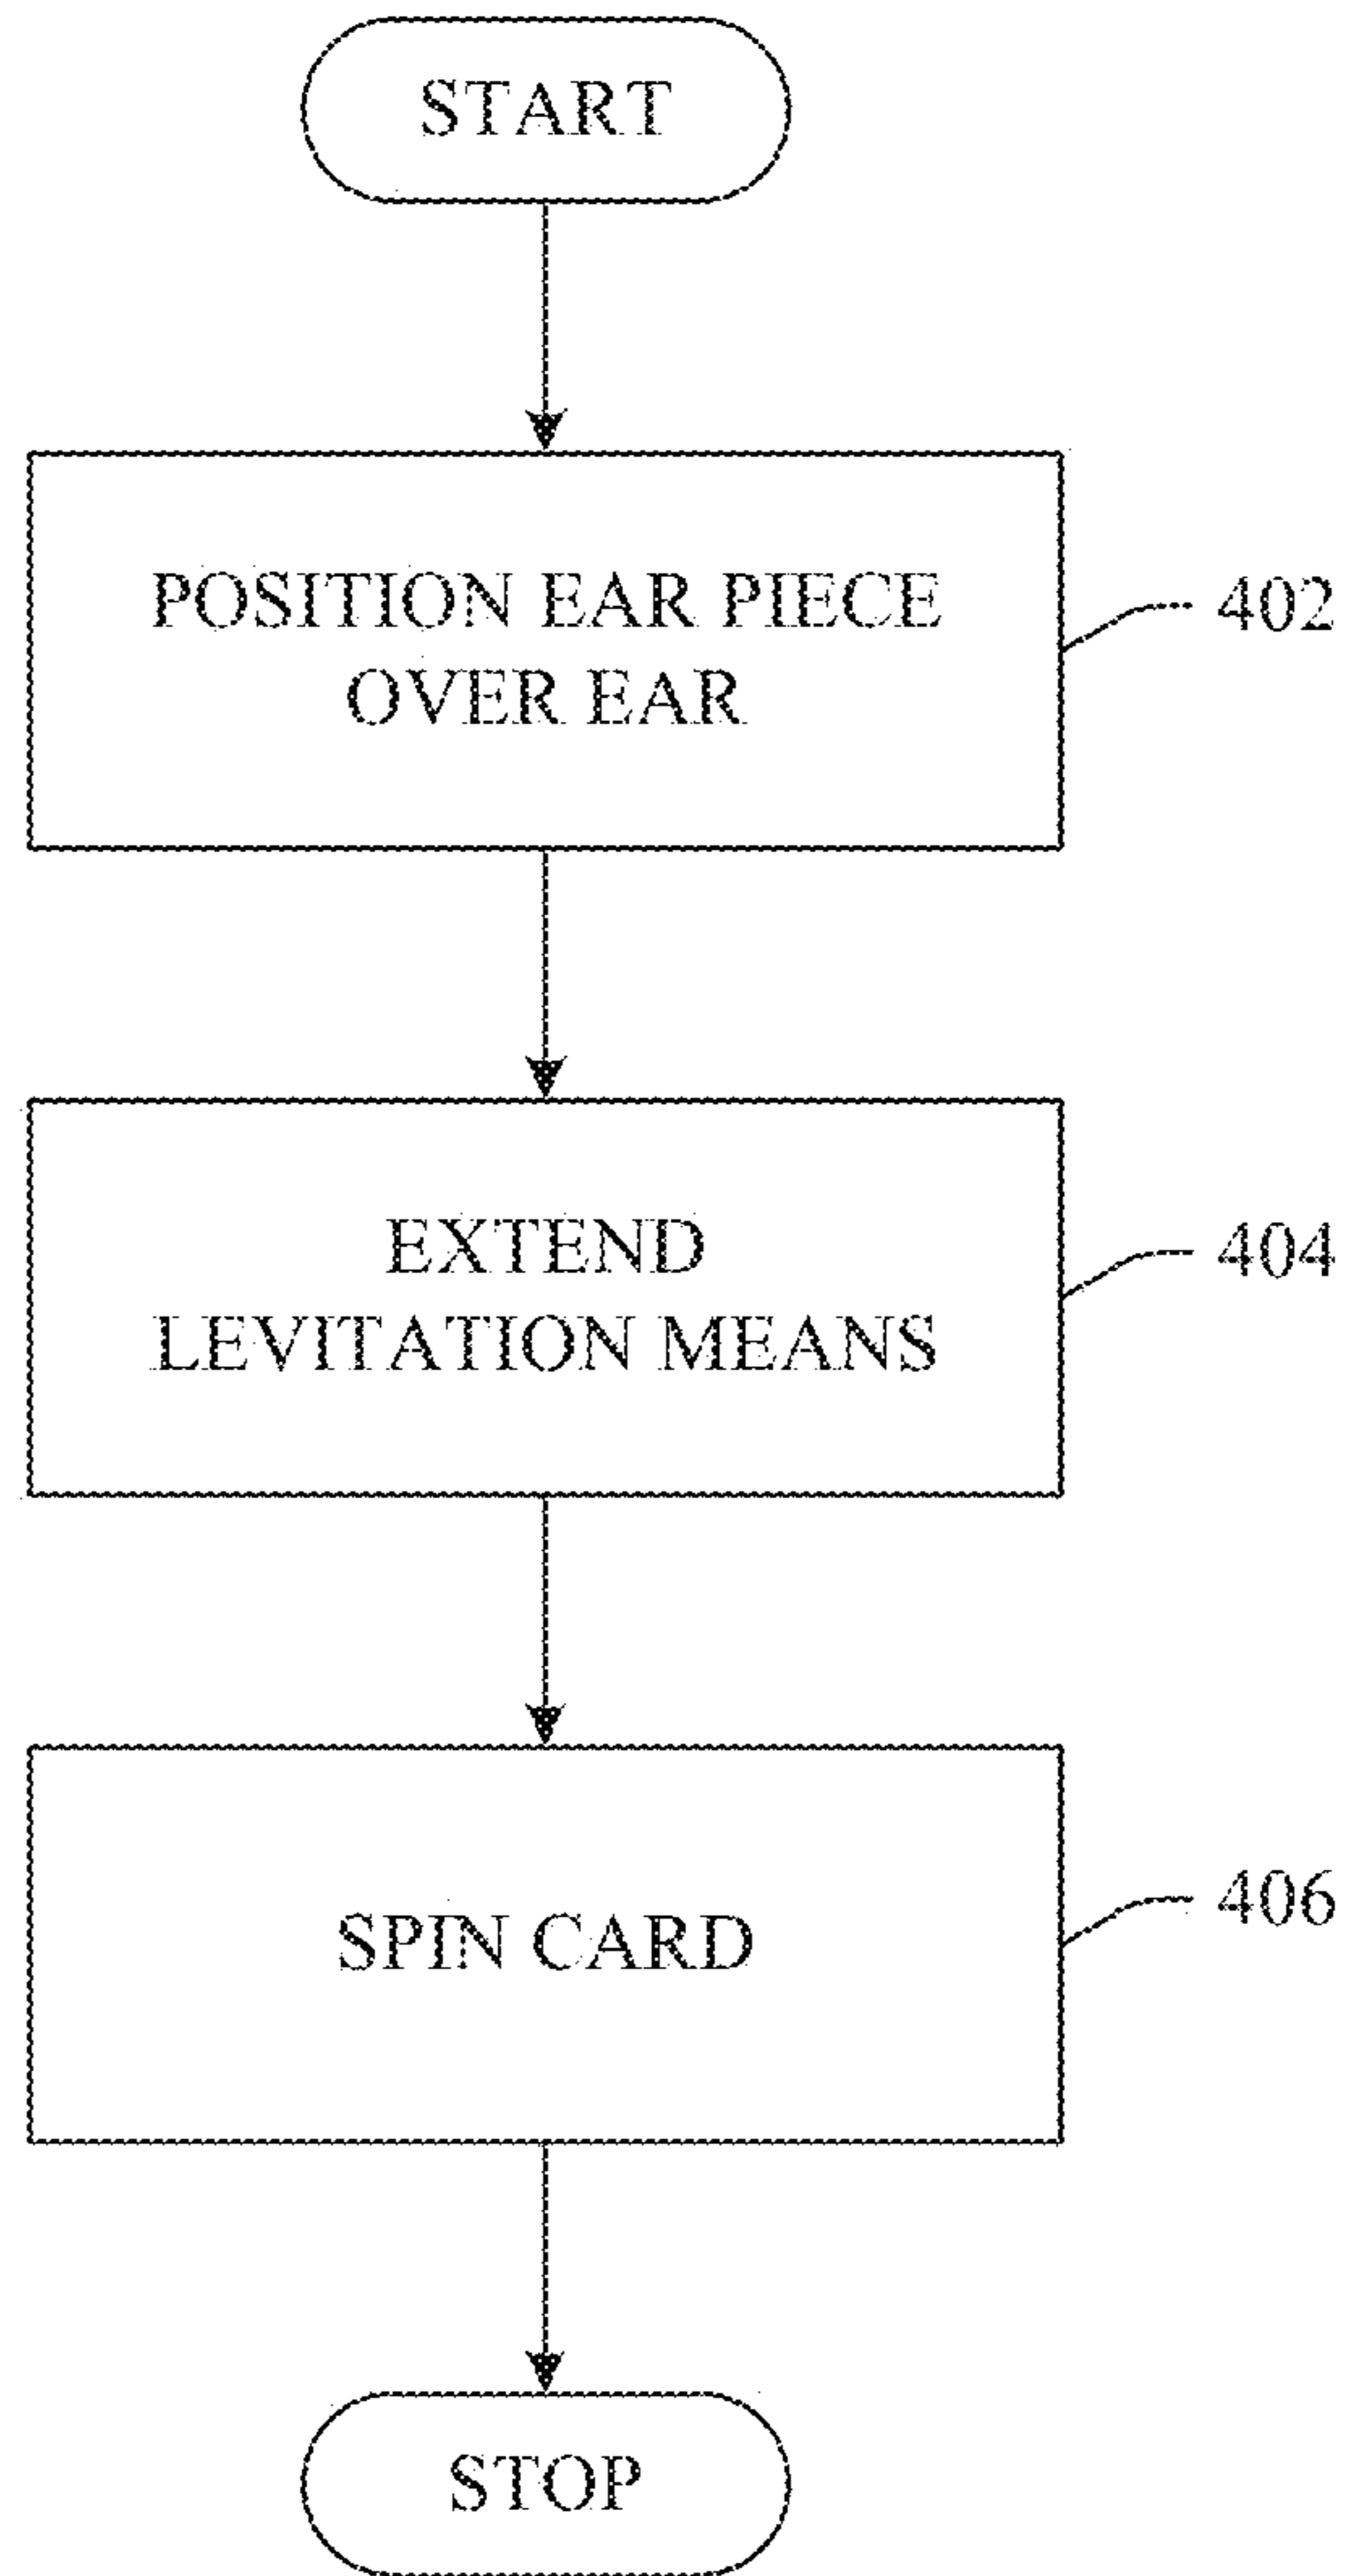 START
POSITION EAR PIECE
OVER EAR
402
EXTEND
LEVITATION MEANS
404
SPIN CARD
406
STOP